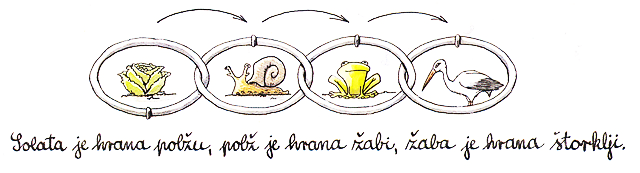 Solata je hrana polžu, polž je hrana žabi, žaba je hrana štorklji.